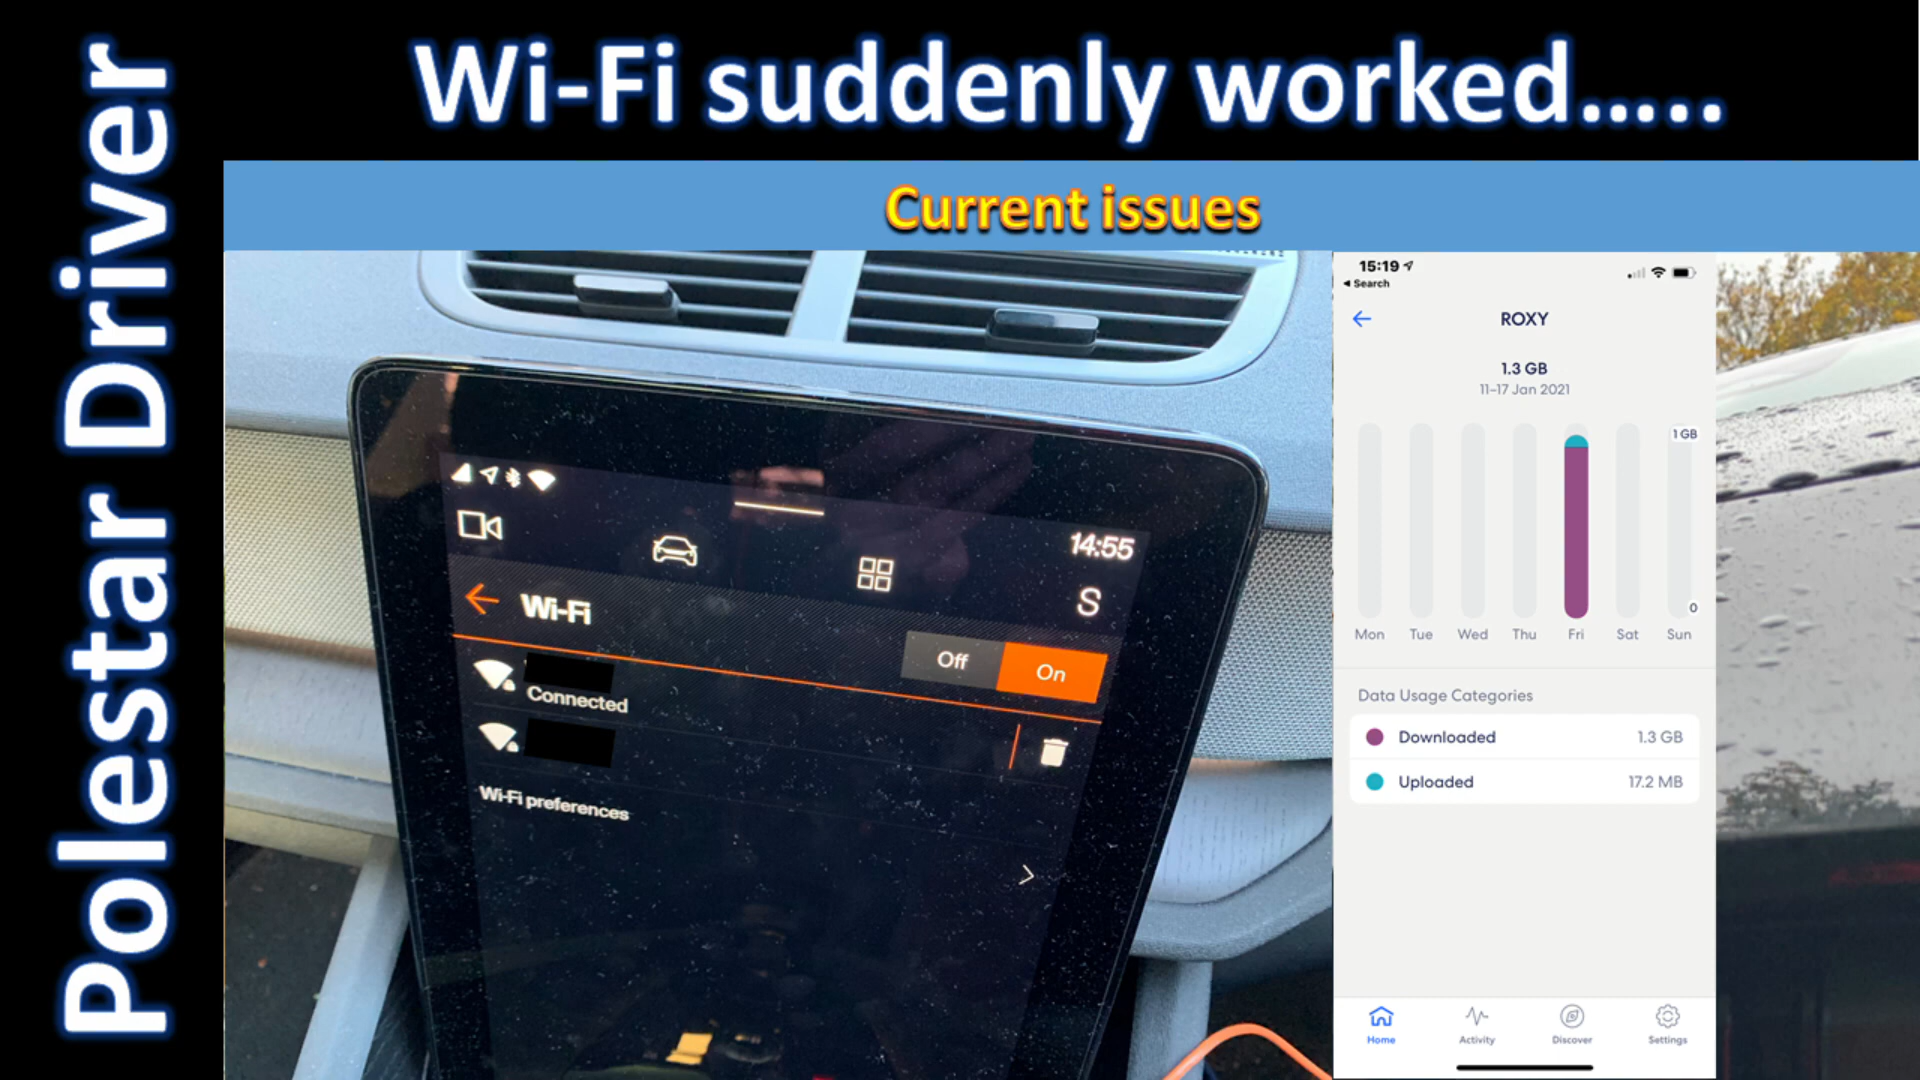 Polestar Driver
Wi-Fi suddenly worked.....
Current issues
14:55
S
Wi-Fi
Off
On
Connected
Wi-Fi preferences
15:19
Search
ROXY
1.3 GB
11-17 Jan 2021
1 GB
0
Mon Tue Wed Thu Fri Sat Sun
Data Usage Categories
Downloaded 1.3 GB
Uploaded 17.2 MB
Home Activity Discover Settings